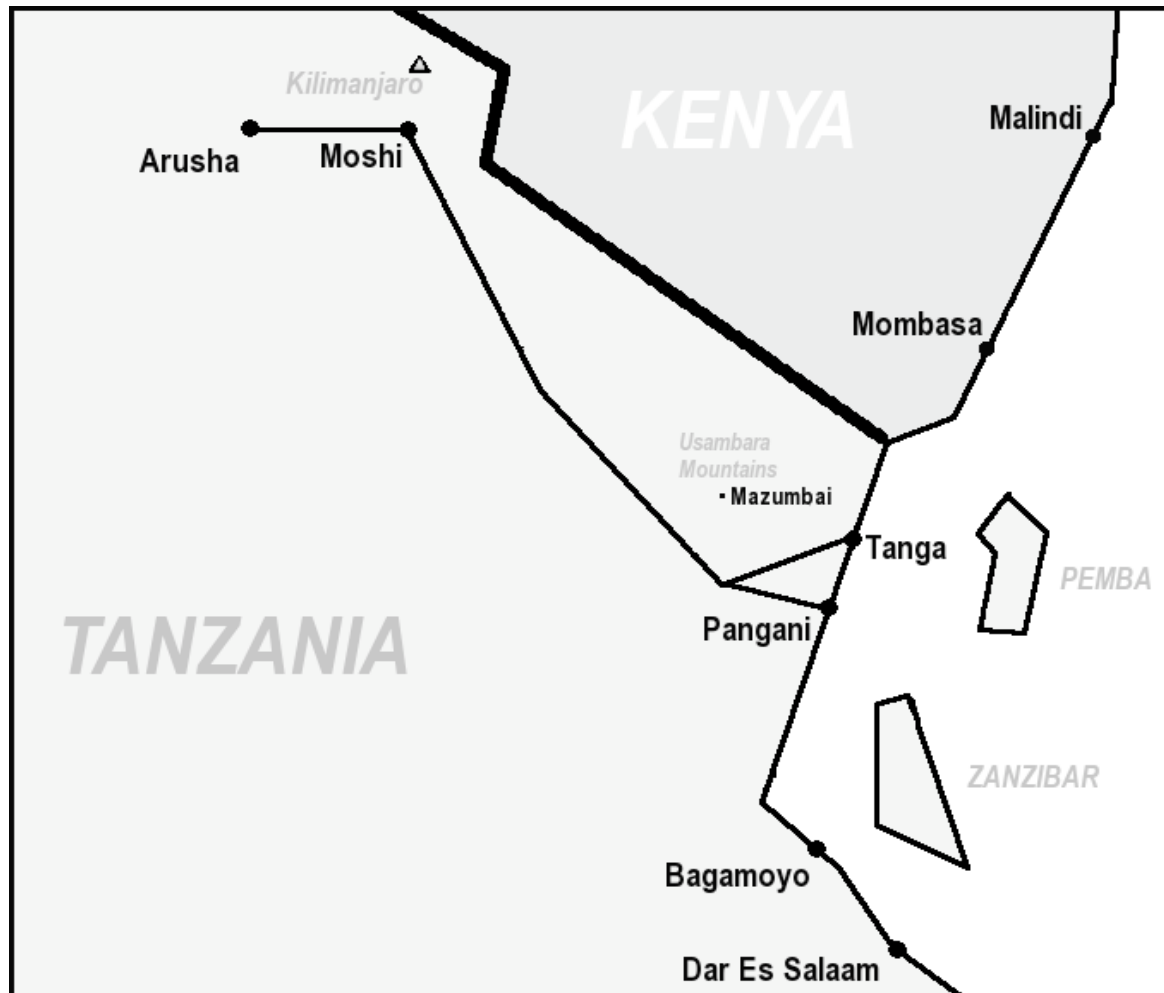 Kilimanjaro
KENYA
Malindi
Arusha
Moshi
Mombasa
Usambara
Mountains
Mazumbai
Tanga
PEMBA
TANZANIA
Pangani
ZANZIBAR
Bagamoyo
Dar Es Salaam